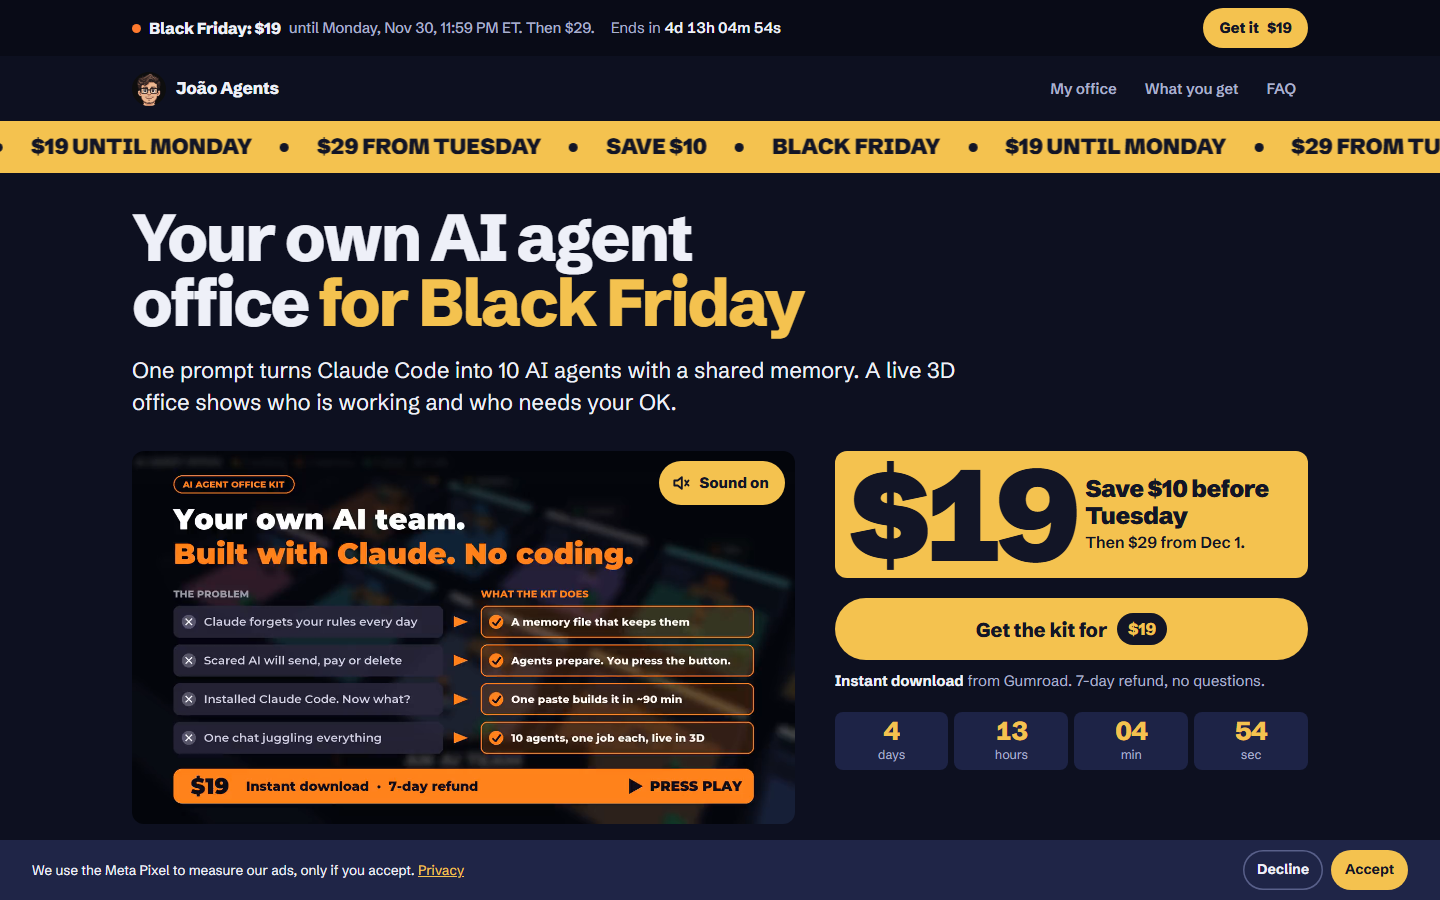 Black Friday: $19 until Monday, Nov 30, 11:59 PM ET. Then $29. Ends in 4d 13h 04m 54s
Get it $19
João Agents
My office
What you get
FAQ
$19 UNTIL MONDAY • $29 FROM TUESDAY • SAVE $10 • BLACK FRIDAY • $19 UNTIL MONDAY • $29 FROM TU
Your own AI agent
office for Black Friday
One prompt turns Claude Code into 10 AI agents with a shared memory. A live 3D
office shows who is working and who needs your OK.
AI AGENT OFFICE KIT
Sound on
Your own AI team.
Built with Claude. No coding.
THE PROBLEM
WHAT THE KIT DOES
Claude forgets your rules every day
A memory file that keeps them
Scared AI will send, pay or delete
Agents prepare. You press the button.
Installed Claude Code. Now what?
One paste builds it in ~90 min
One chat juggling everything
10 agents, one job each, live in 3D
$19 Instant download · 7-day refund
PRESS PLAY
$19
Save $10 before
Tuesday
Then $29 from Dec 1.
Get the kit for $19
Instant download from Gumroad. 7-day refund, no questions.
4
days
13
hours
04
min
54
sec
We use the Meta Pixel to measure our ads, only if you accept. Privacy
Decline
Accept